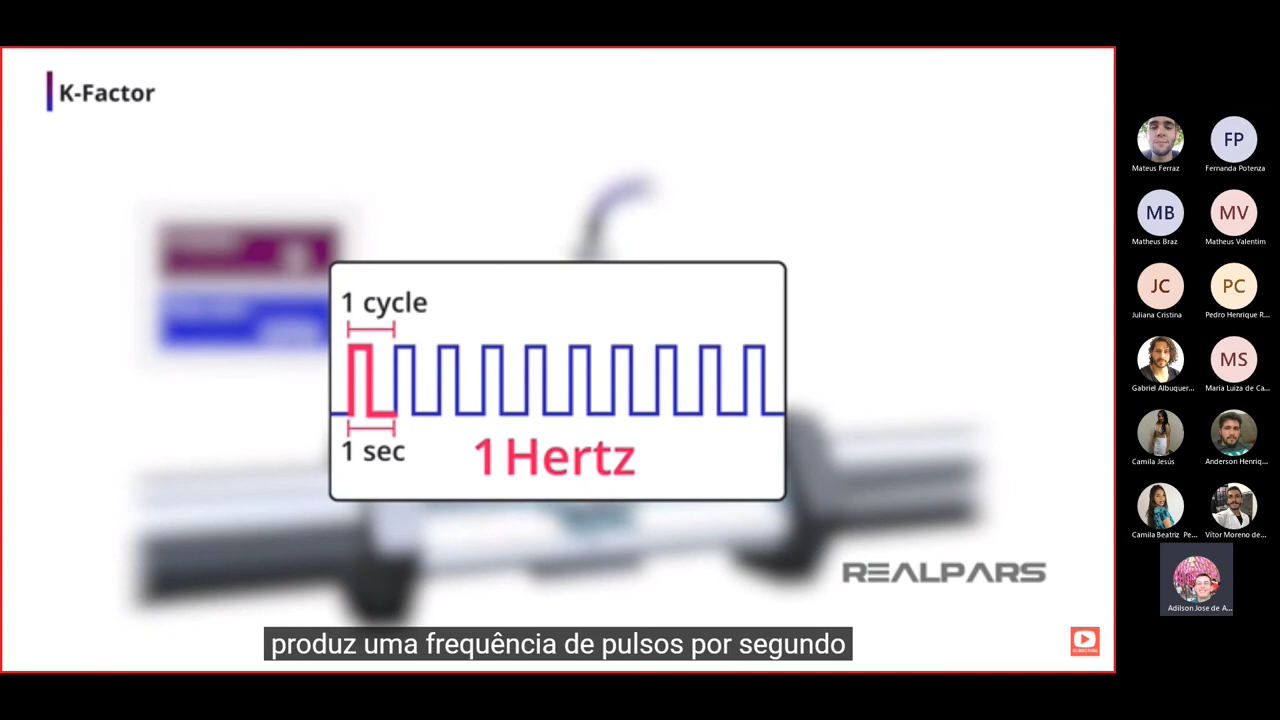 K-Factor
1 cycle
1 sec
1 Hertz
REALPARS
produz uma frequência de pulsos por segundo
Mateus Ferraz
FP
Fernanda Potenza
MB
Matheus Braz
MV
Matheus Valentim
JC
Juliana Cristina
PC
Pedro Henrique R...
Gabriel Albuquer...
MS
Maria Luiza de Ca...
Camila Jesús
Anderson Henriq...
Camila Beatriz Pe...
Vítor Moreno de...
Adilson Jose de A...